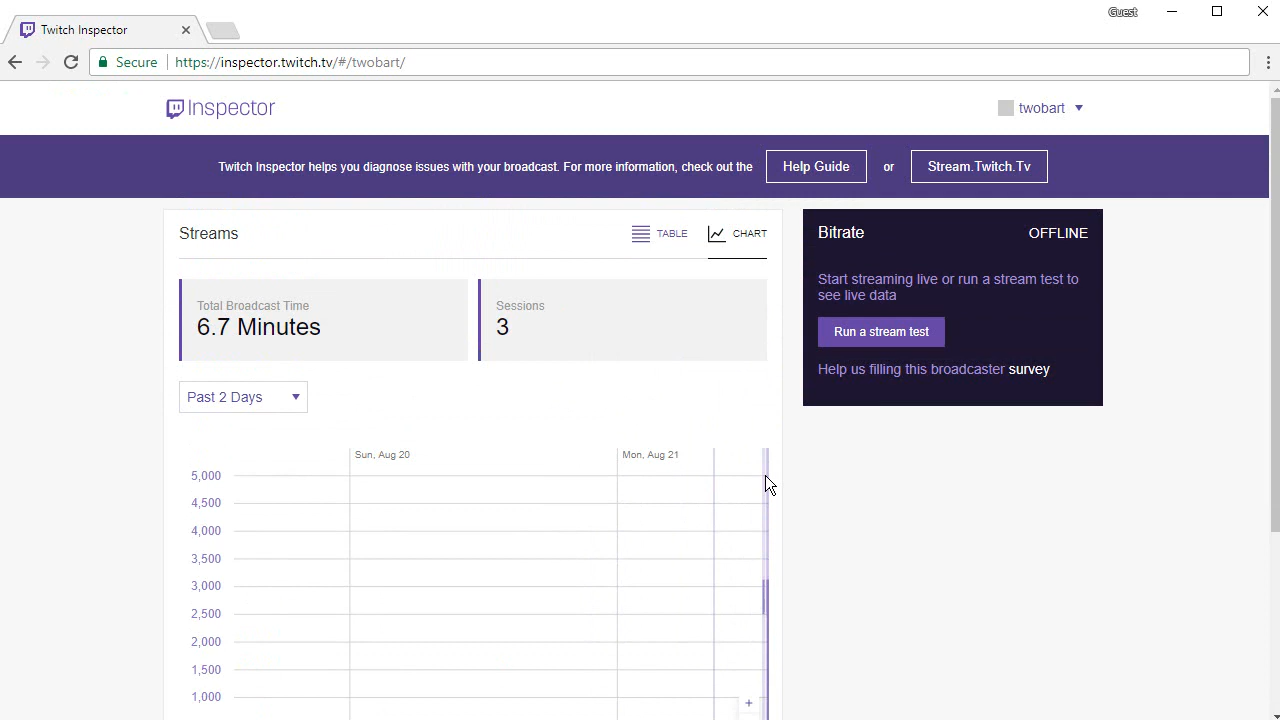 Guest
Twitch Inspector
Secure
https://inspector.twitch.tv/#/twobart/
Inspector
twobart
Twitch Inspector helps you diagnose issues with your broadcast. For more information, check out the
Help Guide
or
Stream.Twitch.Tv
Streams
TABLE
CHART
Total Broadcast Time
6.7 Minutes
Sessions
3
Past 2 Days
Sun, Aug 20
Mon, Aug 21
5,000
4,500
4,000
3,500
3,000
2,500
2,000
1,500
1,000
+
Bitrate
OFFLINE
Start streaming live or run a stream test to
see live data
Run a stream test
Help us filling this broadcaster survey